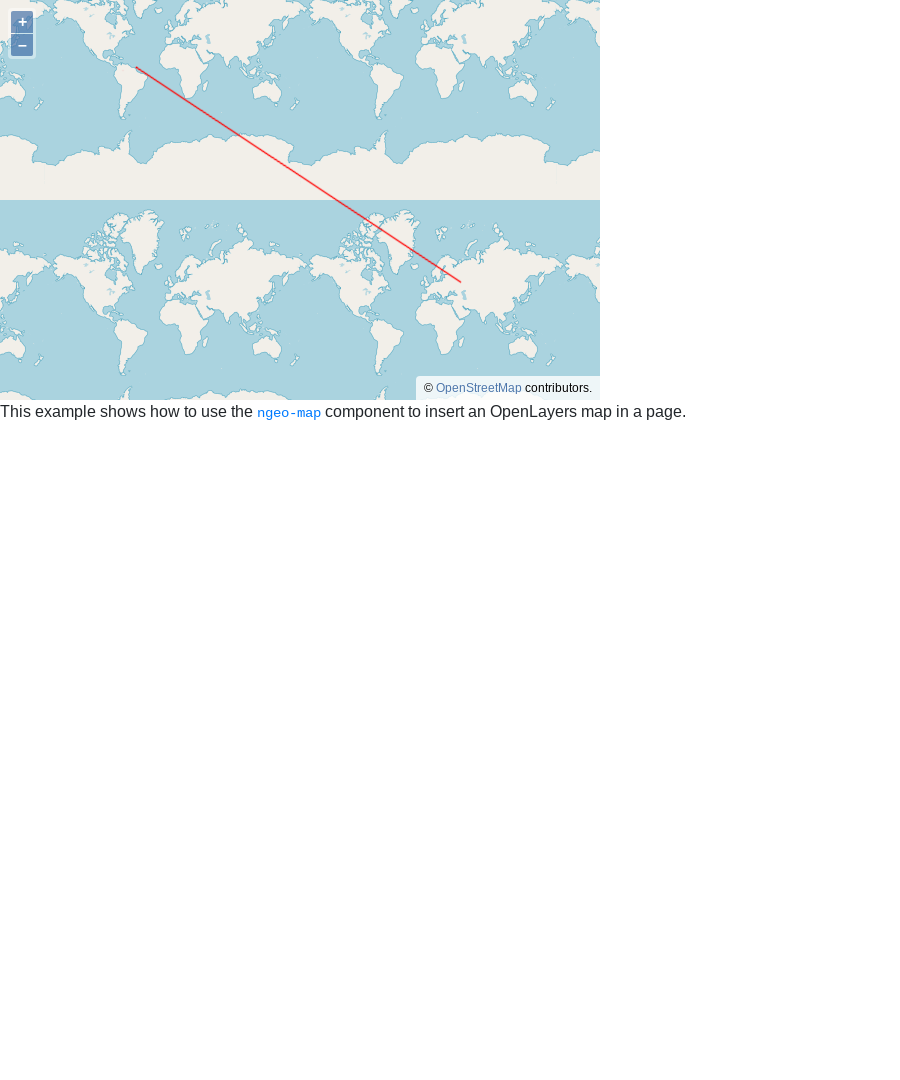 +
–
© OpenStreetMap contributors.
This example shows how to use the ngeo-map component to insert an OpenLayers map in a page.